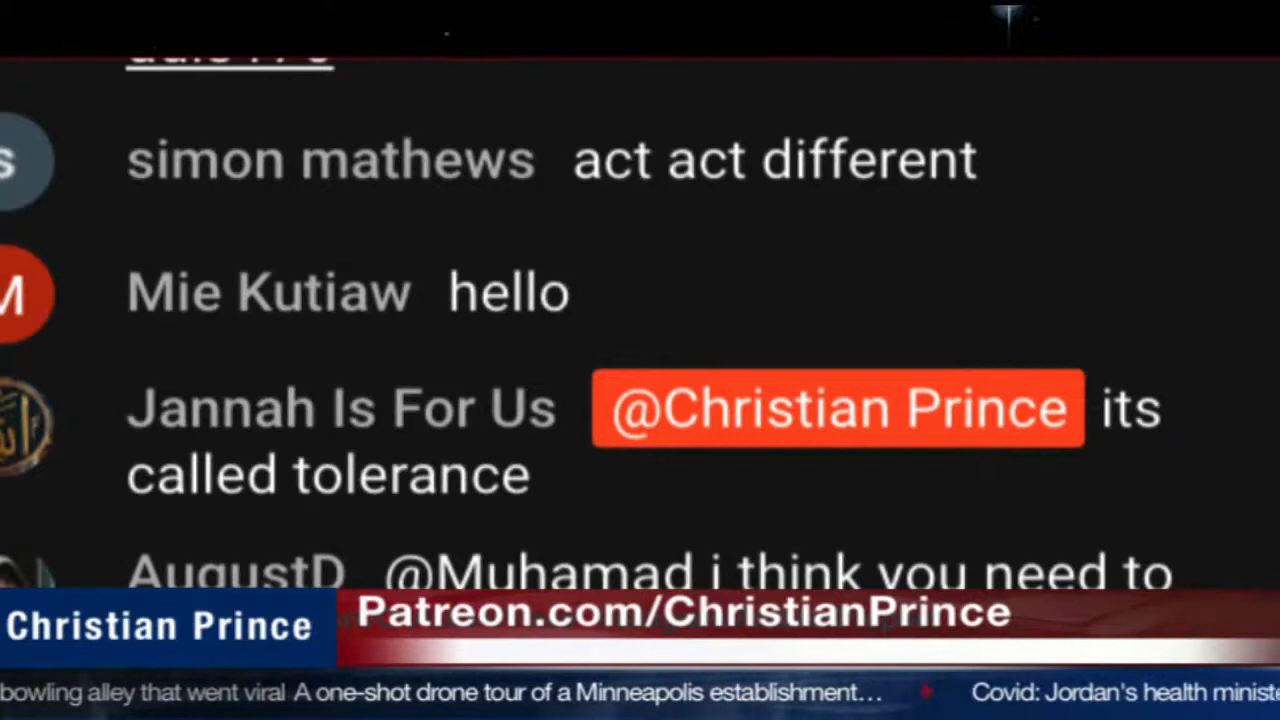 simon mathews act act different
Mie Kutiaw hello
Jannah Is For Us @Christian Prince its
called tolerance
AugustD @Muhamad i think you need to
Christian Prince
Patreon.com/ChristianPrince
bowling alley that went viral A one-shot drone tour of a Minneapolis establishment… Covid: Jordan's health ministe